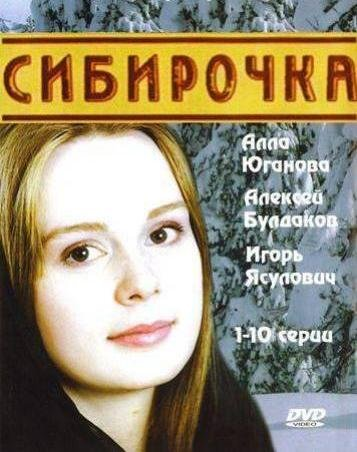 СИБИРОЧКА
Алла
Юганова
Алексей
Булдаков
Игорь
Ясулович
1-10 серии
DVD
VIDEO